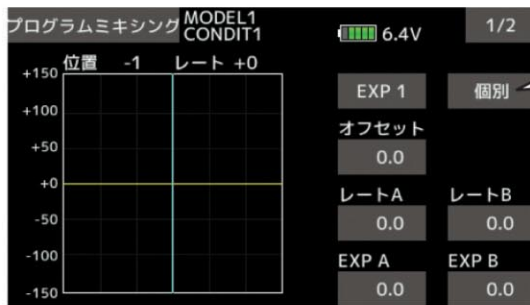 プログラムミキシング
MODEL1
CONDIT1
6.4V
1/2
位置 -1 レート +0
+150
+100
+50
+0
-50
-100
-150
EXP 1
個別
オフセット
0.0
レートA
レートB
0.0
0.0
EXP A
EXP B
0.0
0.0